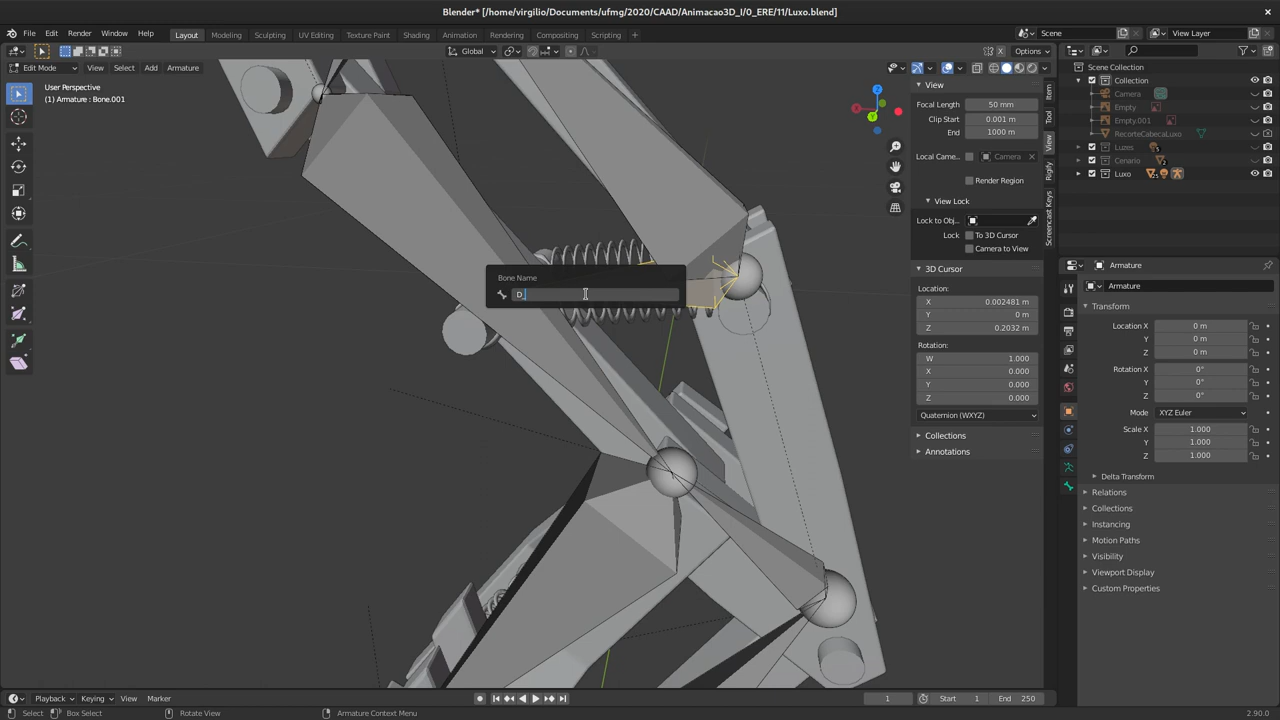 Blender* [/home/virgilio/Documents/ufmg/2020/CAAD/Animacao3D_I/0_ERE/11/Luxo.blend]
File Edit Render Window Help Layout Modeling Sculpting UV Editing Texture Paint Shading Animation Rendering Compositing Scripting + Scene View Layer
Global Options
Edit Mode View Select Add Armature
User Perspective
(1) Armature : Bone.001
X
Y
Z
View
Focal Length 50 mm
Clip Start 0.001 m
End 1000 m
Local Came... Camera
Render Region
View Lock
Lock to Obj...
Lock To 3D Cursor
Camera to View
3D Cursor
Location:
X 0.002481 m
Y 0 m
Z 0.2032 m
Rotation:
W 1.000
X 0.000
Y 0.000
Z 0.000
Quaternion (WXYZ)
Collections
Annotations
Item
Tool
View
Rigify
Screencast Keys
Bone Name
D
Scene Collection
Collection
Camera
Empty
Empty.001
RecorteCabecaLuxo
Luzes
Cenario
Luxo
Armature
Armature
Transform
Location X 0 m
Y 0 m
Z 0 m
Rotation X 0°
Y 0°
Z 0°
Mode XYZ Euler
Scale X 1.000
Y 1.000
Z 1.000
Delta Transform
Relations
Collections
Instancing
Motion Paths
Visibility
Viewport Display
Custom Properties
Playback Keying View Marker 1 Start 1 End 250
Select Box Select Rotate View Armature Context Menu 2.90.0